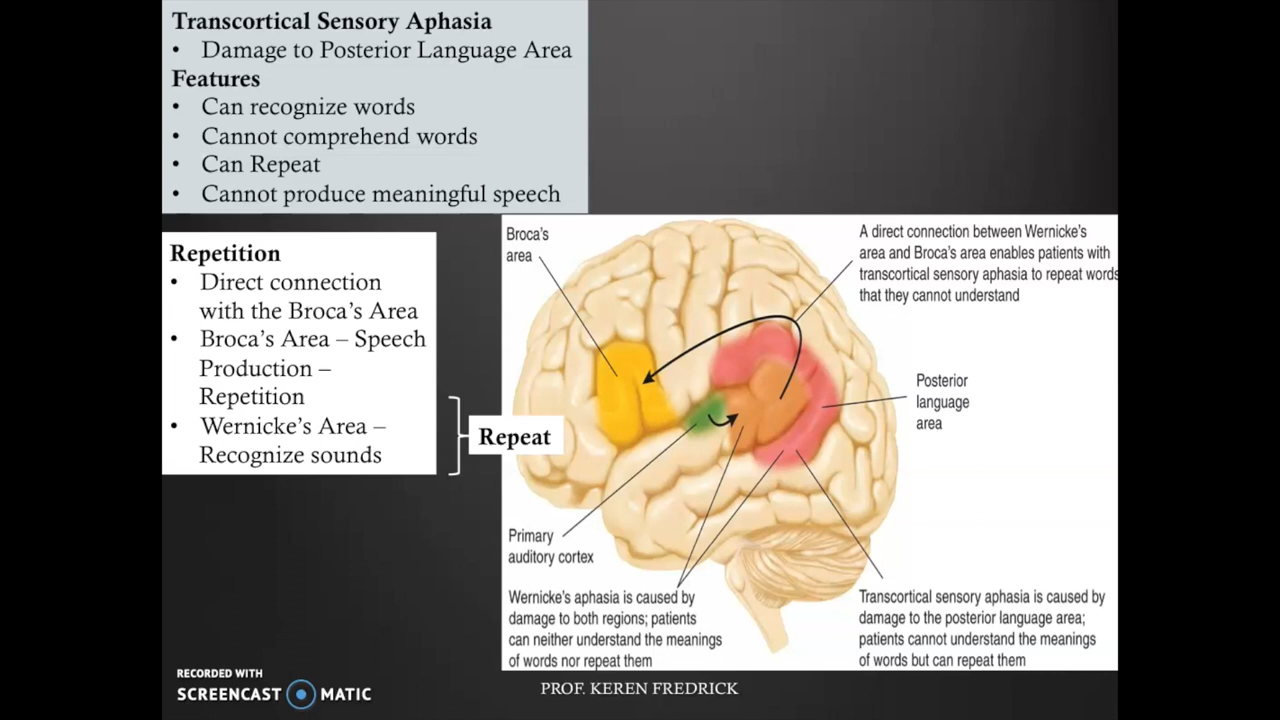 Transcortical Sensory Aphasia
• Damage to Posterior Language Area
Features
• Can recognize words
• Cannot comprehend words
• Can Repeat
• Cannot produce meaningful speech
Repetition
• Direct connection
with the Broca's Area
• Broca's Area – Speech
Production –
Repetition
• Wernicke's Area –
Recognize sounds
Repeat
Broca's
area
A direct connection between Wernicke's
area and Broca's area enables patients with
transcortical sensory aphasia to repeat words
that they cannot understand
Posterior
language
area
Primary
auditory cortex
Wernicke's aphasia is caused by
damage to both regions; patients
can neither understand the meanings
of words nor repeat them
Transcortical sensory aphasia is caused by
damage to the posterior language area;
patients cannot understand the meanings
of words but can repeat them
RECORDED WITH
SCREENCAST MATIC
PROF. KEREN FREDRICK